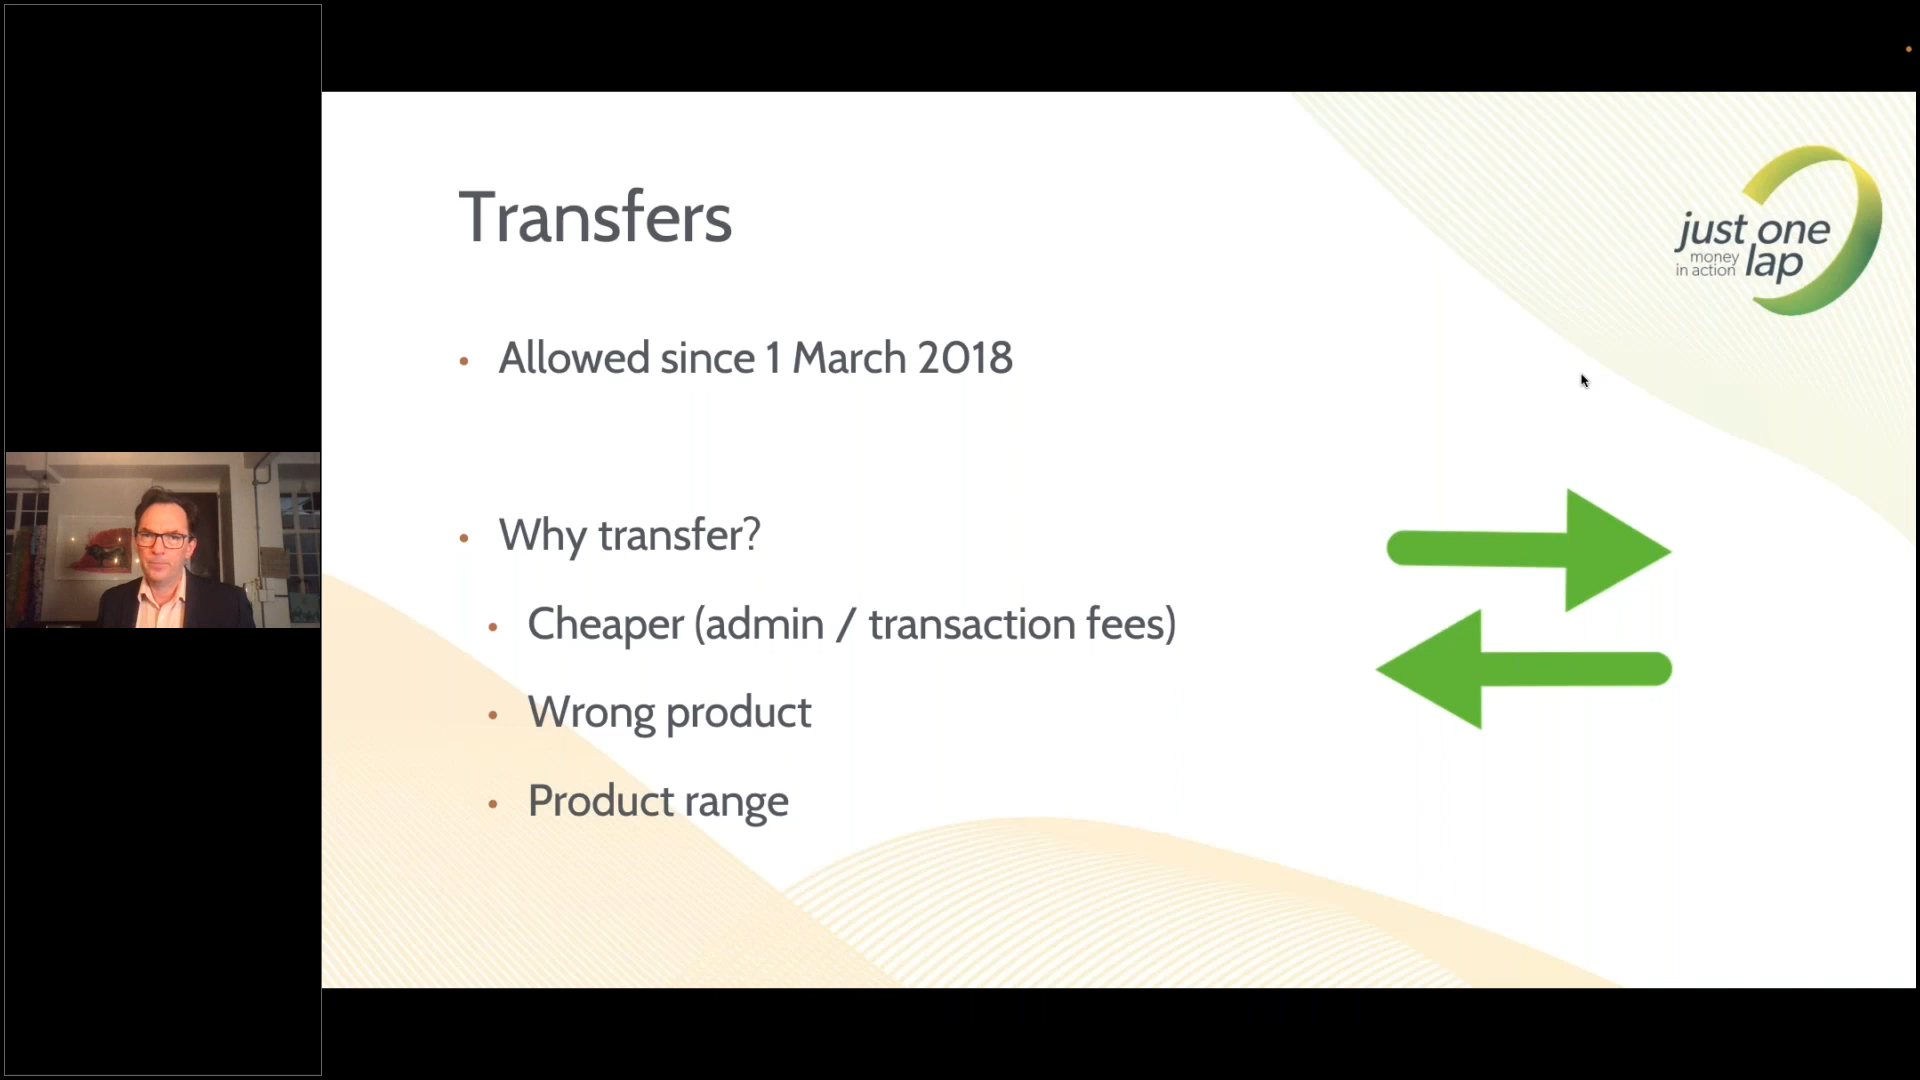 Transfers
just one
money lap
in action
• Allowed since 1 March 2018
• Why transfer?
• Cheaper (admin / transaction fees)
• Wrong product
• Product range